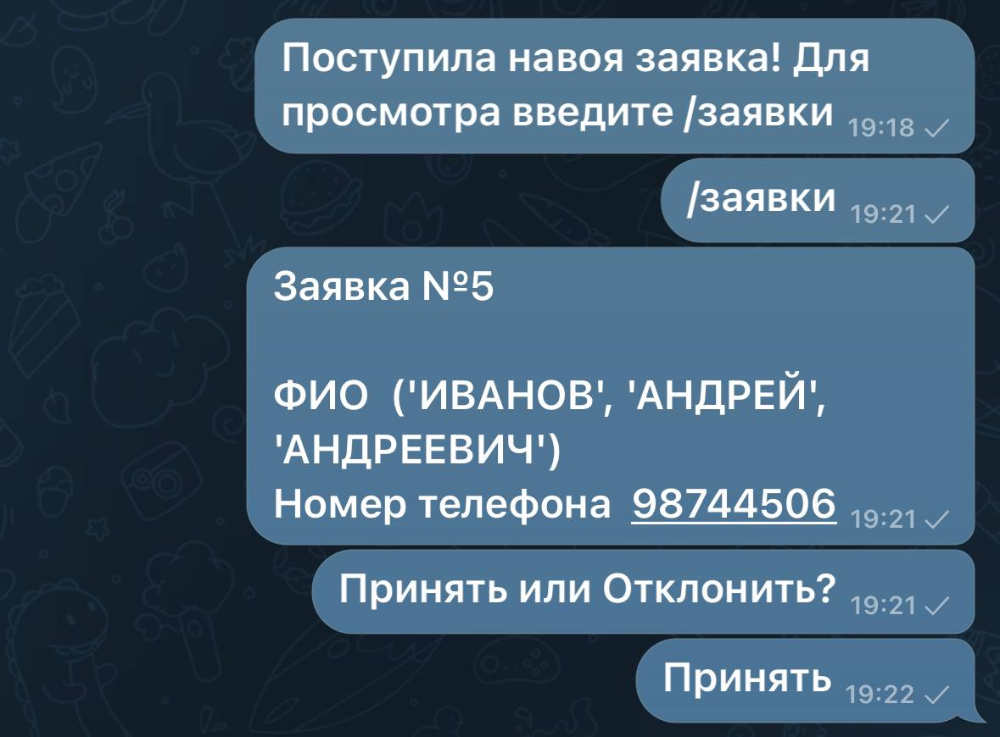 Поступила навоя заявка! Для
просмотра введите /заявки 19:18
/заявки 19:21
Заявка №5
ФИО ('ИВАНОВ', 'АНДРЕЙ',
'АНДРЕЕВИЧ')
Номер телефона 98744506 19:21
Принять или Отклонить? 19:21
Принять 19:22